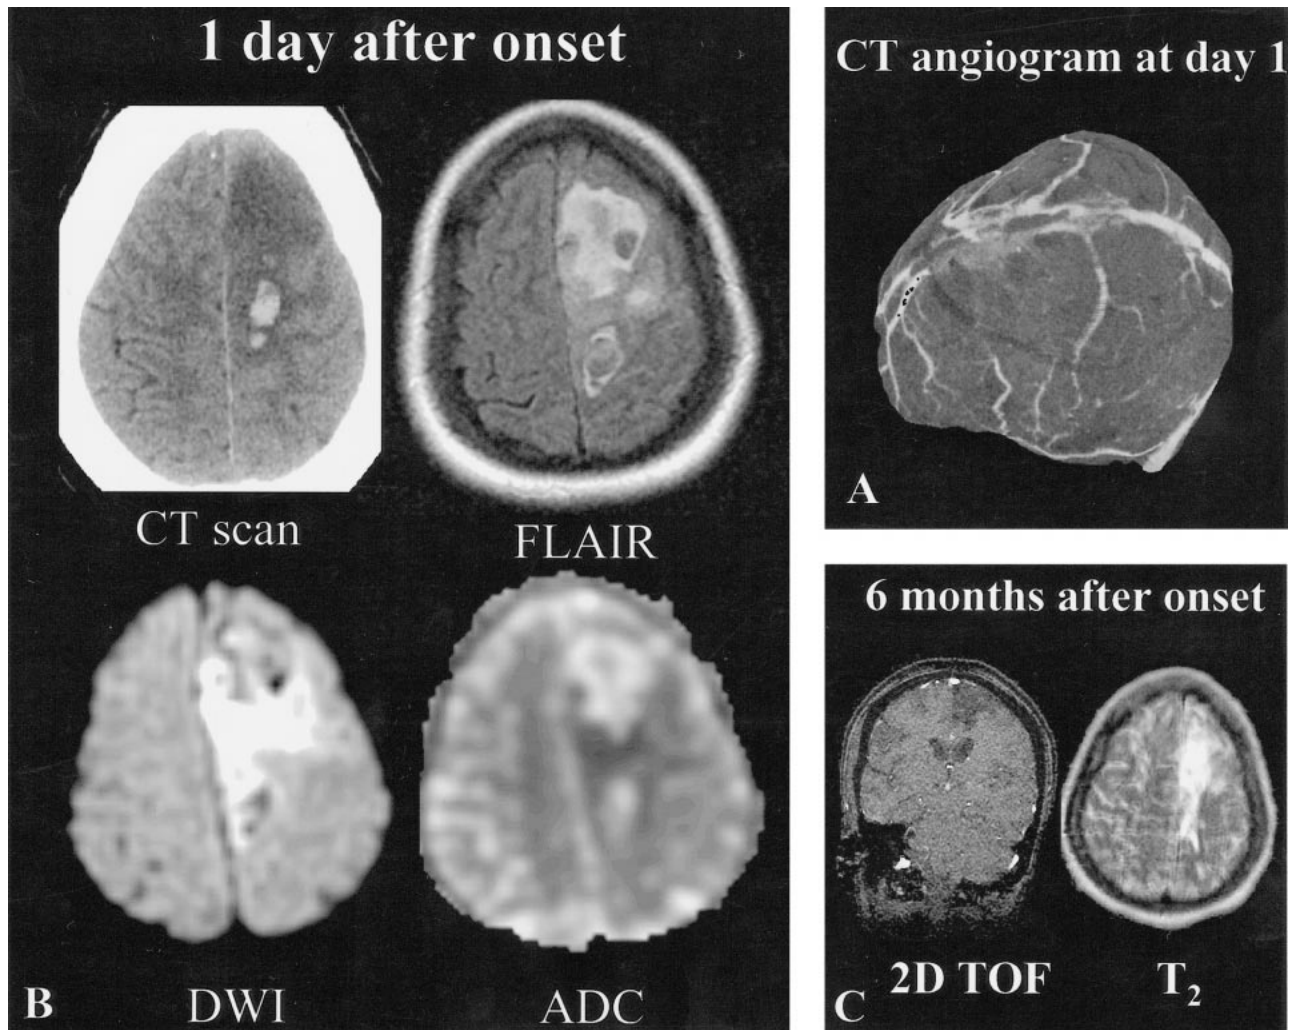 1 day after onset
CT scan
FLAIR
B
DWI
ADC
CT angiogram at day 1
A
6 months after onset
C
2D TOF
T2